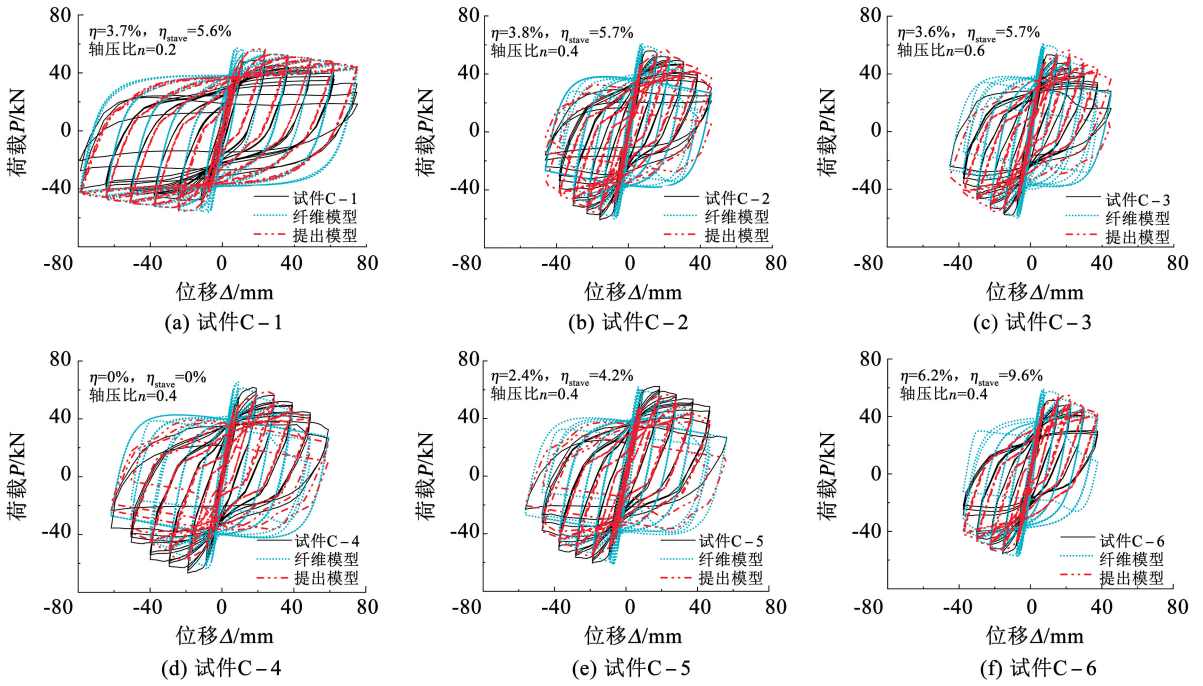 η=3.7%，η_stave=5.6%
轴压比n=0.2
荷载P/kN
80
40
0
-40
-80
-40
0
40
80
试件C-1
纤维模型
提出模型
位移Δ/mm
(a) 试件C-1
η=3.8%，η_stave=5.7%
轴压比n=0.4
荷载P/kN
80
40
0
-40
-80
-40
0
40
80
试件C-2
纤维模型
提出模型
位移Δ/mm
(b) 试件C-2
η=3.6%，η_stave=5.7%
轴压比n=0.6
荷载P/kN
80
40
0
-40
-80
-40
0
40
80
试件C-3
纤维模型
提出模型
位移Δ/mm
(c) 试件C-3
η=0%，η_stave=0%
轴压比n=0.4
荷载P/kN
80
40
0
-40
-80
-40
0
40
80
试件C-4
纤维模型
提出模型
位移Δ/mm
(d) 试件C-4
η=2.4%，η_stave=4.2%
轴压比n=0.4
荷载P/kN
80
40
0
-40
-80
-40
0
40
80
试件C-5
纤维模型
提出模型
位移Δ/mm
(e) 试件C-5
η=6.2%，η_stave=9.6%
轴压比n=0.4
荷载P/kN
80
40
0
-40
-80
-40
0
40
80
试件C-6
纤维模型
提出模型
位移Δ/mm
(f) 试件C-6